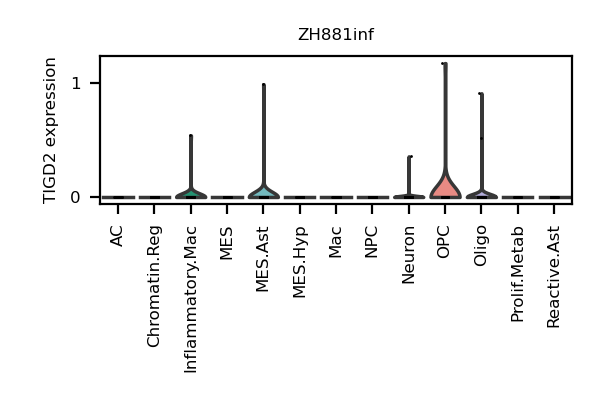 ZH881inf
TIGD2 expression
1
0
AC
Chromatin.Reg
Inflammatory.Mac
MES
MES.Ast
MES.Hyp
Mac
NPC
Neuron
OPC
Oligo
Prolif.Metab
Reactive.Ast